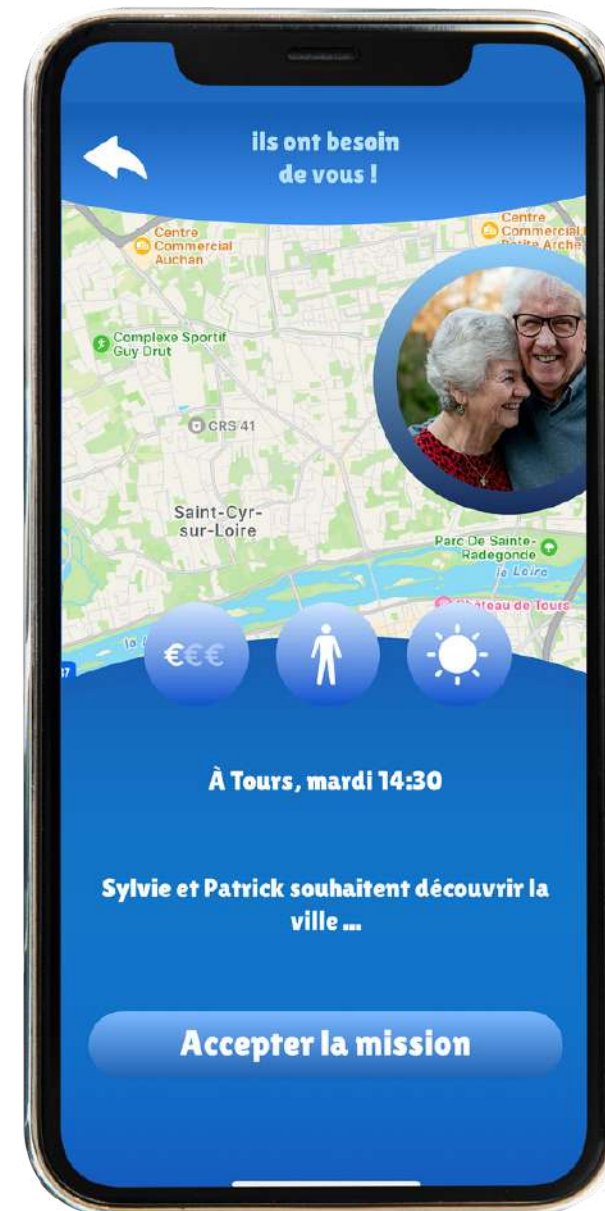 ils ont besoin
de vous !
Centre
Commercial
Auchan
Centre
Commercial
Petite Arche
Complexe Sportif
Guy Drut
CRS 41
Saint-Cyr-
sur-Loire
Parc De Sainte-
Radegonde
la Loire
Château de Tours
€€€
À Tours, mardi 14:30
Sylvie et Patrick souhaitent découvrir la
ville ...
Accepter la mission